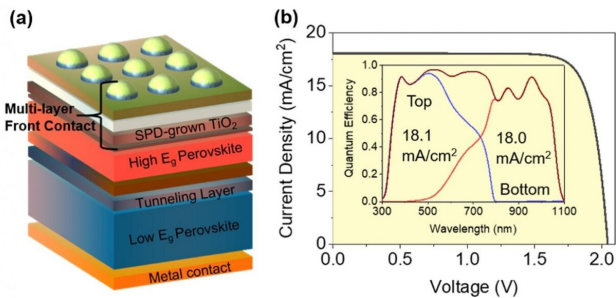 (a)
Multi-layer
Front Contact
SPD-grown TiO₂
High E_g Perovskite
Tunneling Layer
Low E_g Perovskite
Metal contact
(b)
Current Density (mA/cm²)
20
15
10
5
0
0.0 0.5 1.0 1.5 2.0
Voltage (V)
Quantum Efficiency
1.0
0.8
0.6
0.4
0.2
0.0
300 500 700 900 1100
Wavelength (nm)
Top
18.1
mA/cm²
18.0
mA/cm²
Bottom